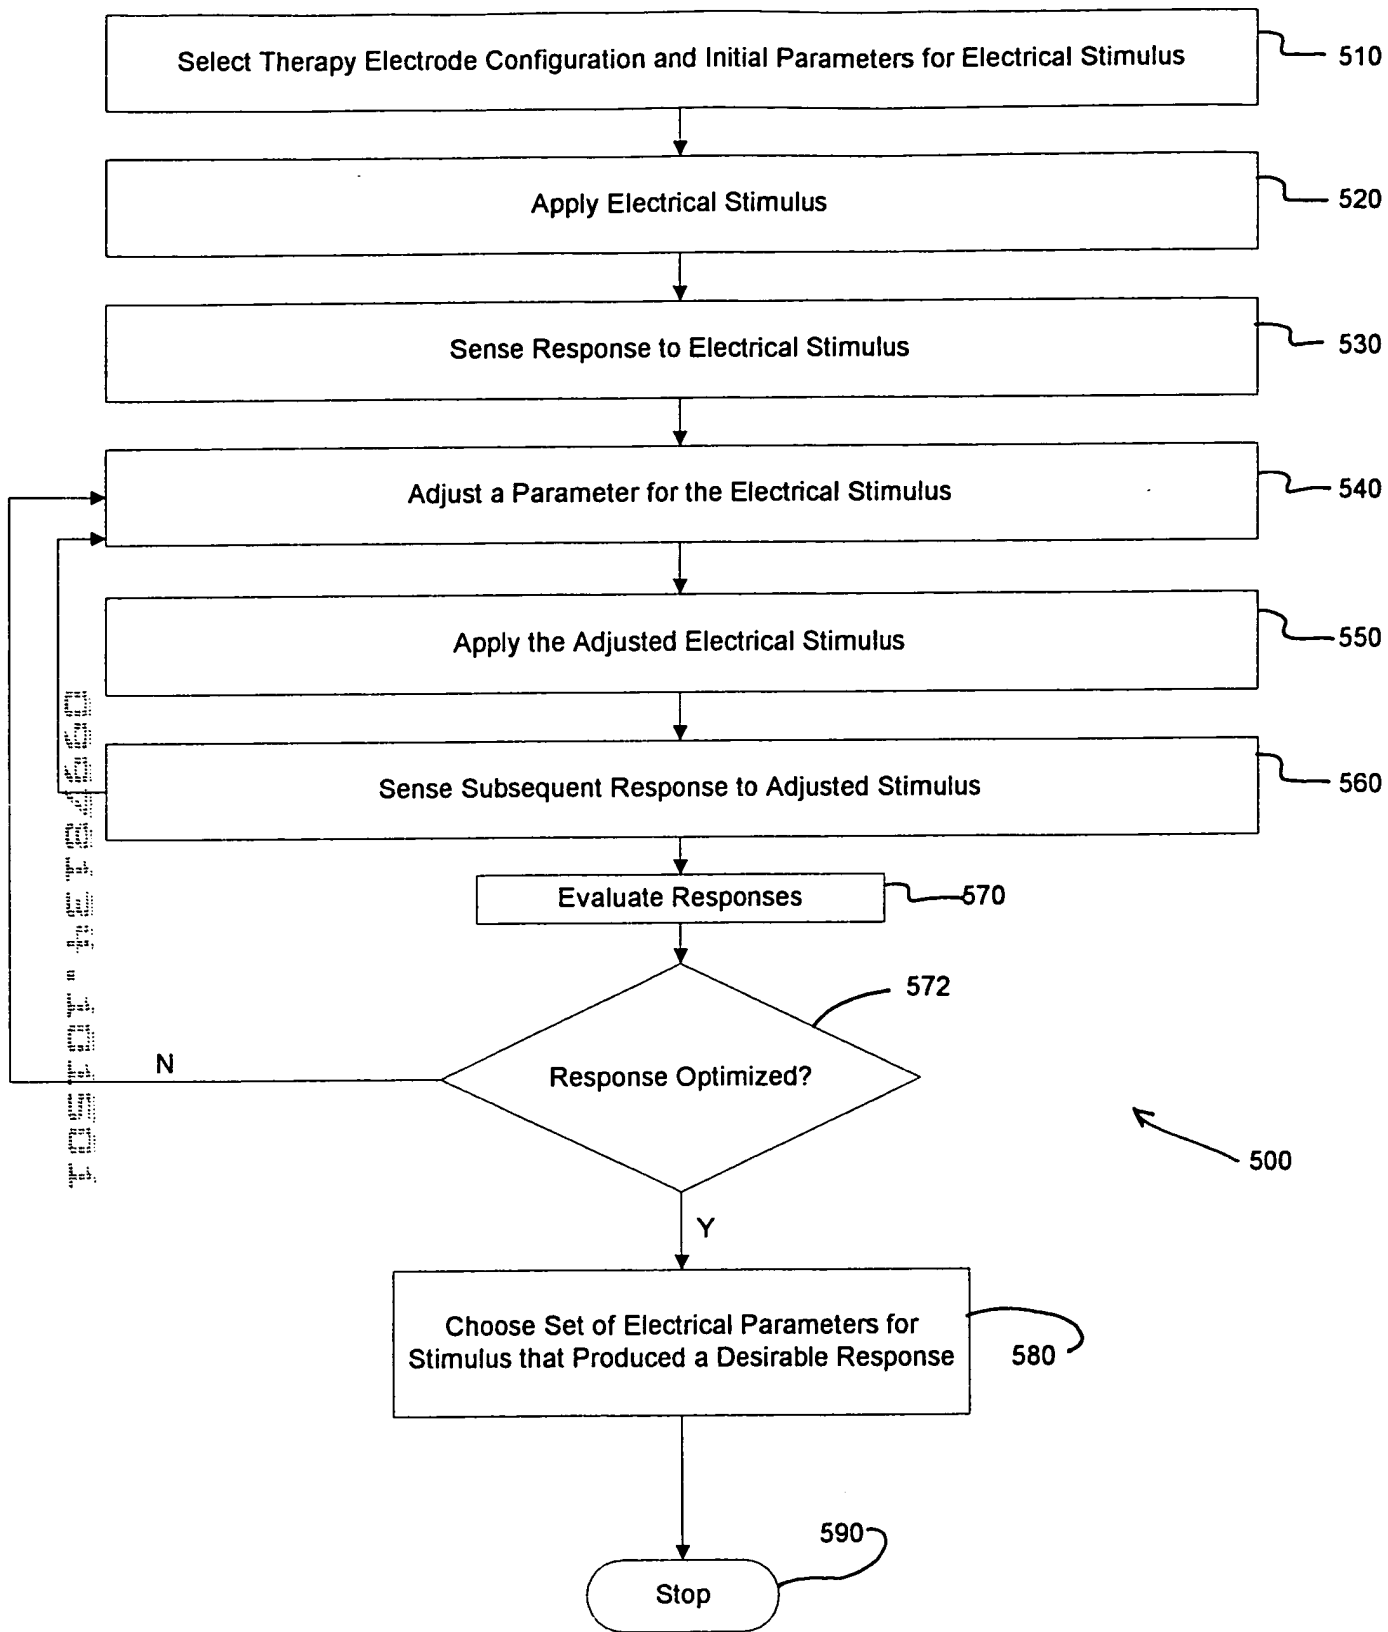 Select Therapy Electrode Configuration and Initial Parameters for Electrical Stimulus
510
Apply Electrical Stimulus
520
Sense Response to Electrical Stimulus
530
Adjust a Parameter for the Electrical Stimulus
540
Apply the Adjusted Electrical Stimulus
550
Sense Subsequent Response to Adjusted Stimulus
560
Evaluate Responses
570
572
Response Optimized?
N
500
Y
Choose Set of Electrical Parameters for
Stimulus that Produced a Desirable Response
580
590
Stop